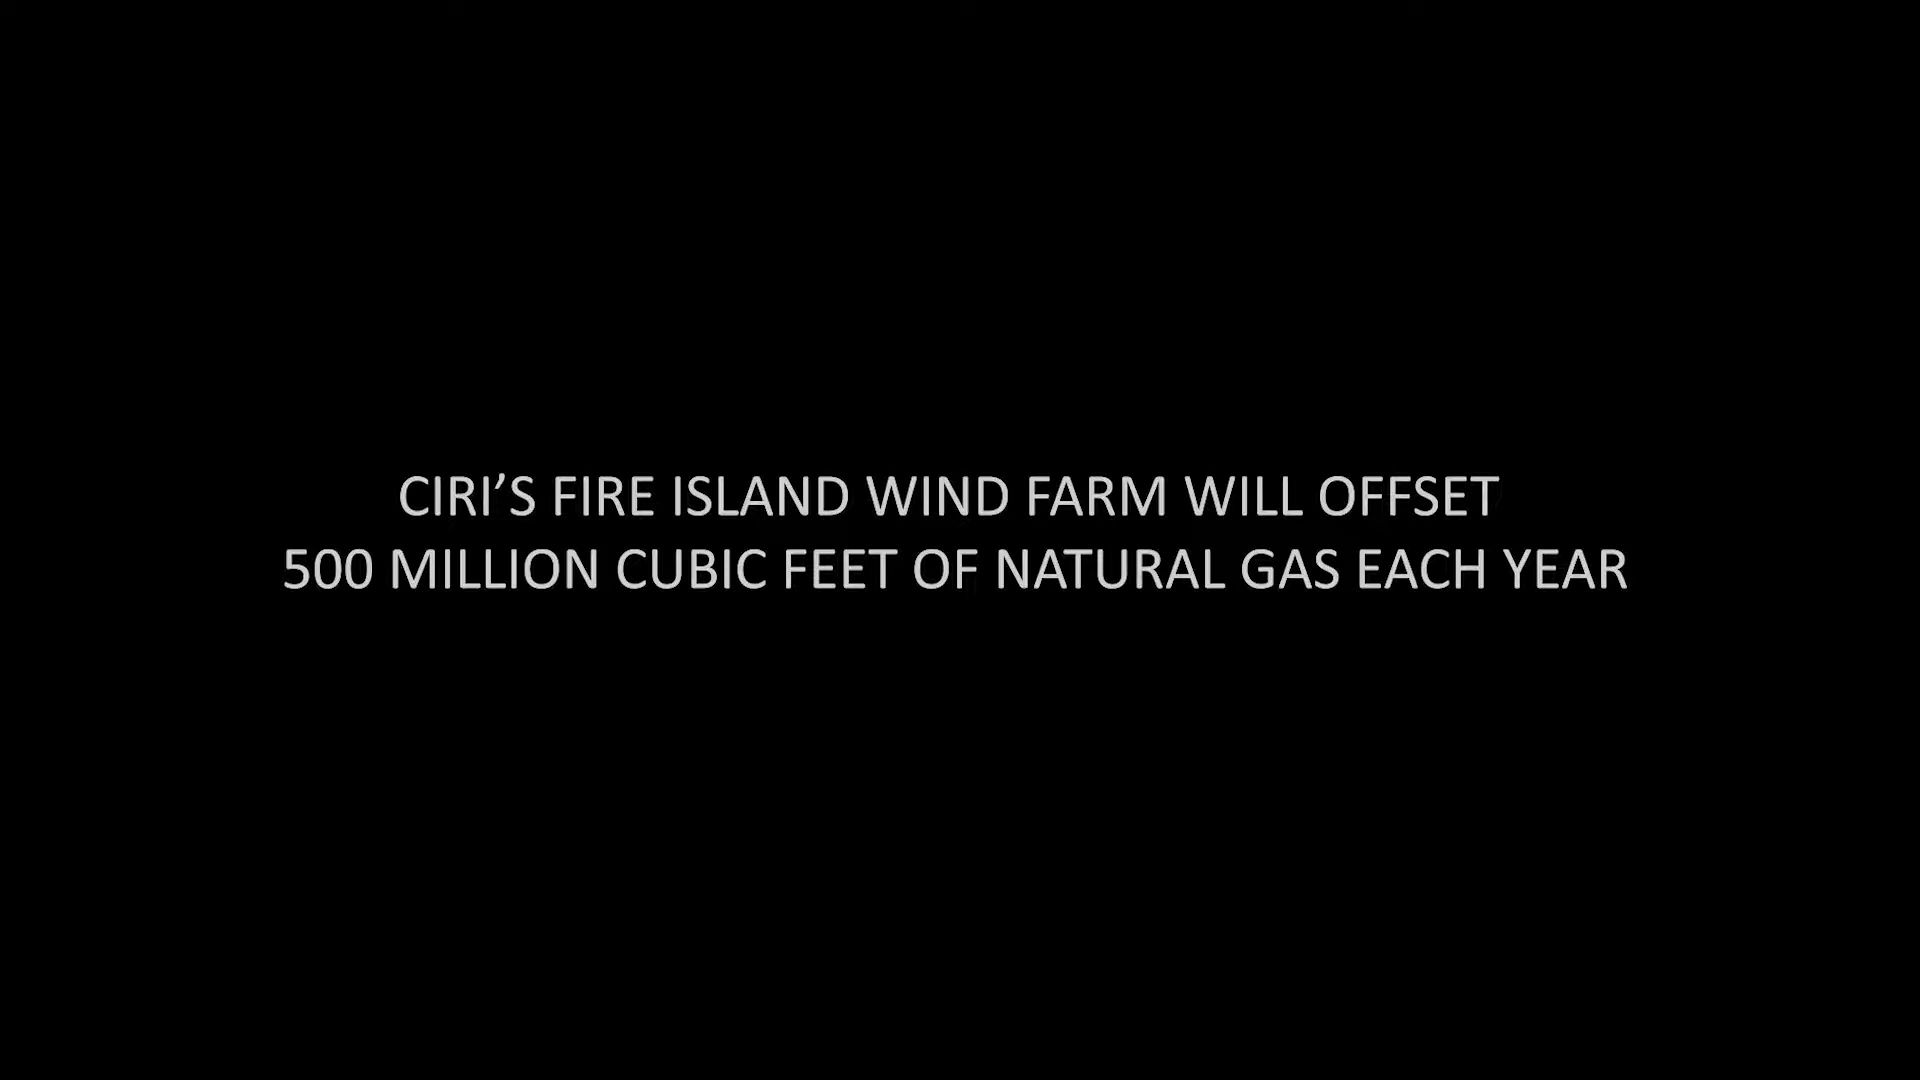 CIRI’S FIRE ISLAND WIND FARM WILL OFFSET
500 MILLION CUBIC FEET OF NATURAL GAS EACH YEAR